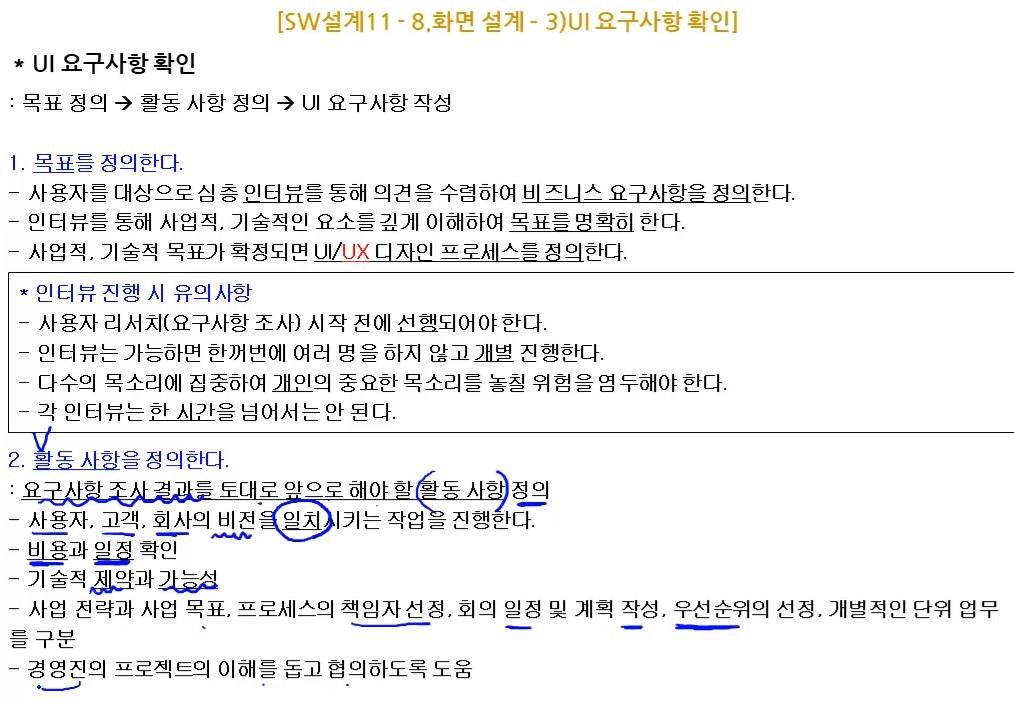 [SW설계11 - 8.화면 설계 - 3)UI 요구사항 확인]
* UI 요구사항 확인
: 목표 정의 → 활동 사항 정의 → UI 요구사항 작성
1. 목표를 정의한다.
- 사용자를 대상으로 심층 인터뷰를 통해 의견을 수렴하여 비즈니스 요구사항을 정의한다.
- 인터뷰를 통해 사업적, 기술적인 요소를 깊게 이해하여 목표를 명확히 한다.
- 사업적, 기술적 목표가 확정되면 UI/UX 디자인 프로세스를 정의한다.
* 인터뷰 진행 시 유의사항
- 사용자 리서치(요구사항 조사) 시작 전에 선행되어야 한다.
- 인터뷰는 가능하면 한꺼번에 여러 명을 하지 않고 개별 진행한다.
- 다수의 목소리에 집중하여 개인의 중요한 목소리를 놓칠 위험을 염두해야 한다.
- 각 인터뷰는 한 시간을 넘어서는 안 된다.
2. 활동 사항을 정의한다.
: 요구사항 조사 결과를 토대로 앞으로 해야 할 활동 사항 정의
- 사용자, 고객, 회사의 비전을 일치시키는 작업을 진행한다.
- 비용과 일정 확인
- 기술적 제약과 가능성
- 사업 전략과 사업 목표, 프로세스의 책임자 선정, 회의 일정 및 계획 작성, 우선순위의 선정, 개별적인 단위 업무
를 구분
- 경영진의 프로젝트의 이해를 돕고 협의하도록 도움